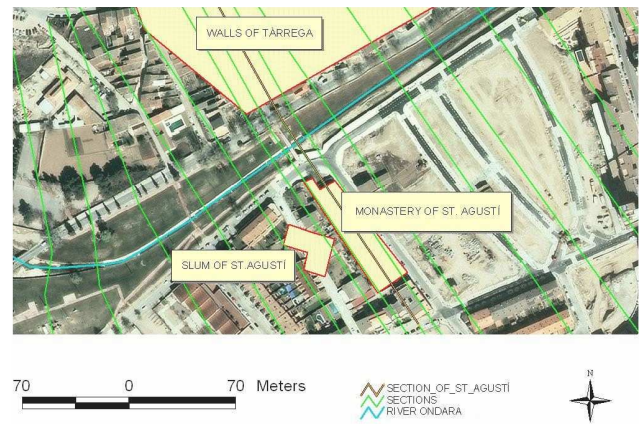 WALLS OF TÀRREGA
MONASTERY OF ST. AGUSTÍ
SLUM OF ST.AGUSTÍ
70 0 70 Meters
SECTION_OF_ST_AGUSTÍ
SECTIONS
RIVER ONDARA
N